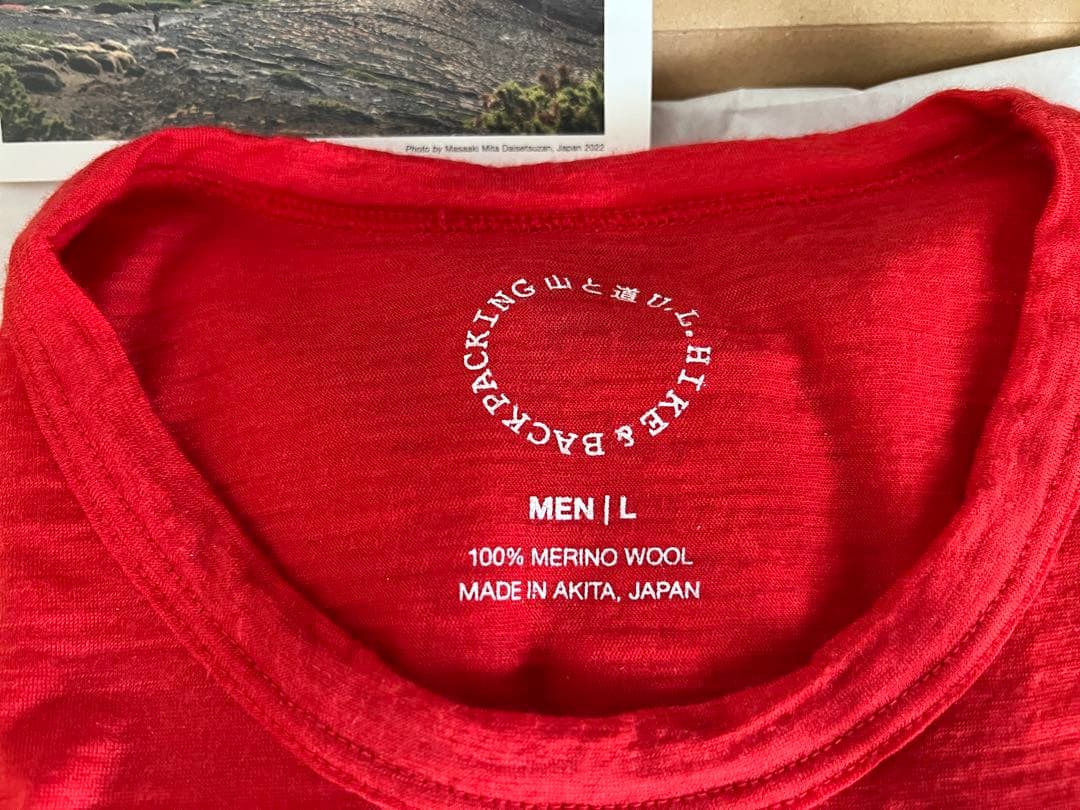 Photo by Masaaki Mita Daisetsuzan, Japan 2022
山と道 U.L. HIKE & BACKPACKING
MEN | L
100% MERINO WOOL
MADE IN AKITA, JAPAN